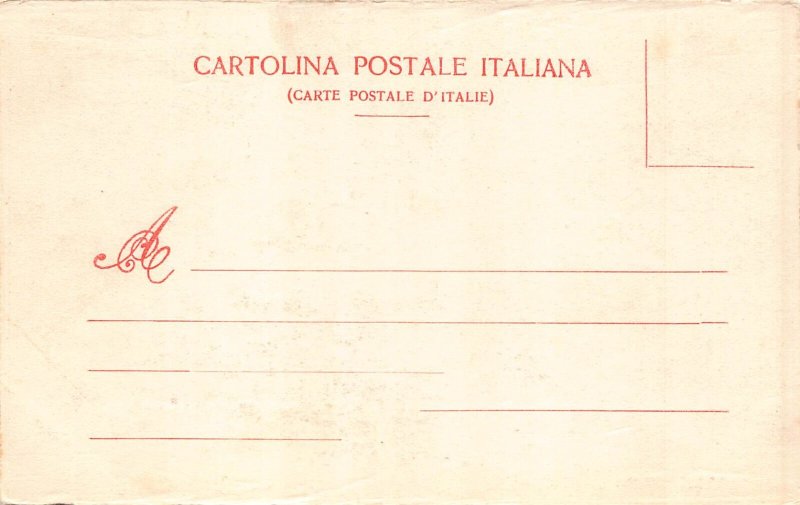 CARTOLINA POSTALE ITALIANA
(CARTE POSTALE D'ITALIE)
A